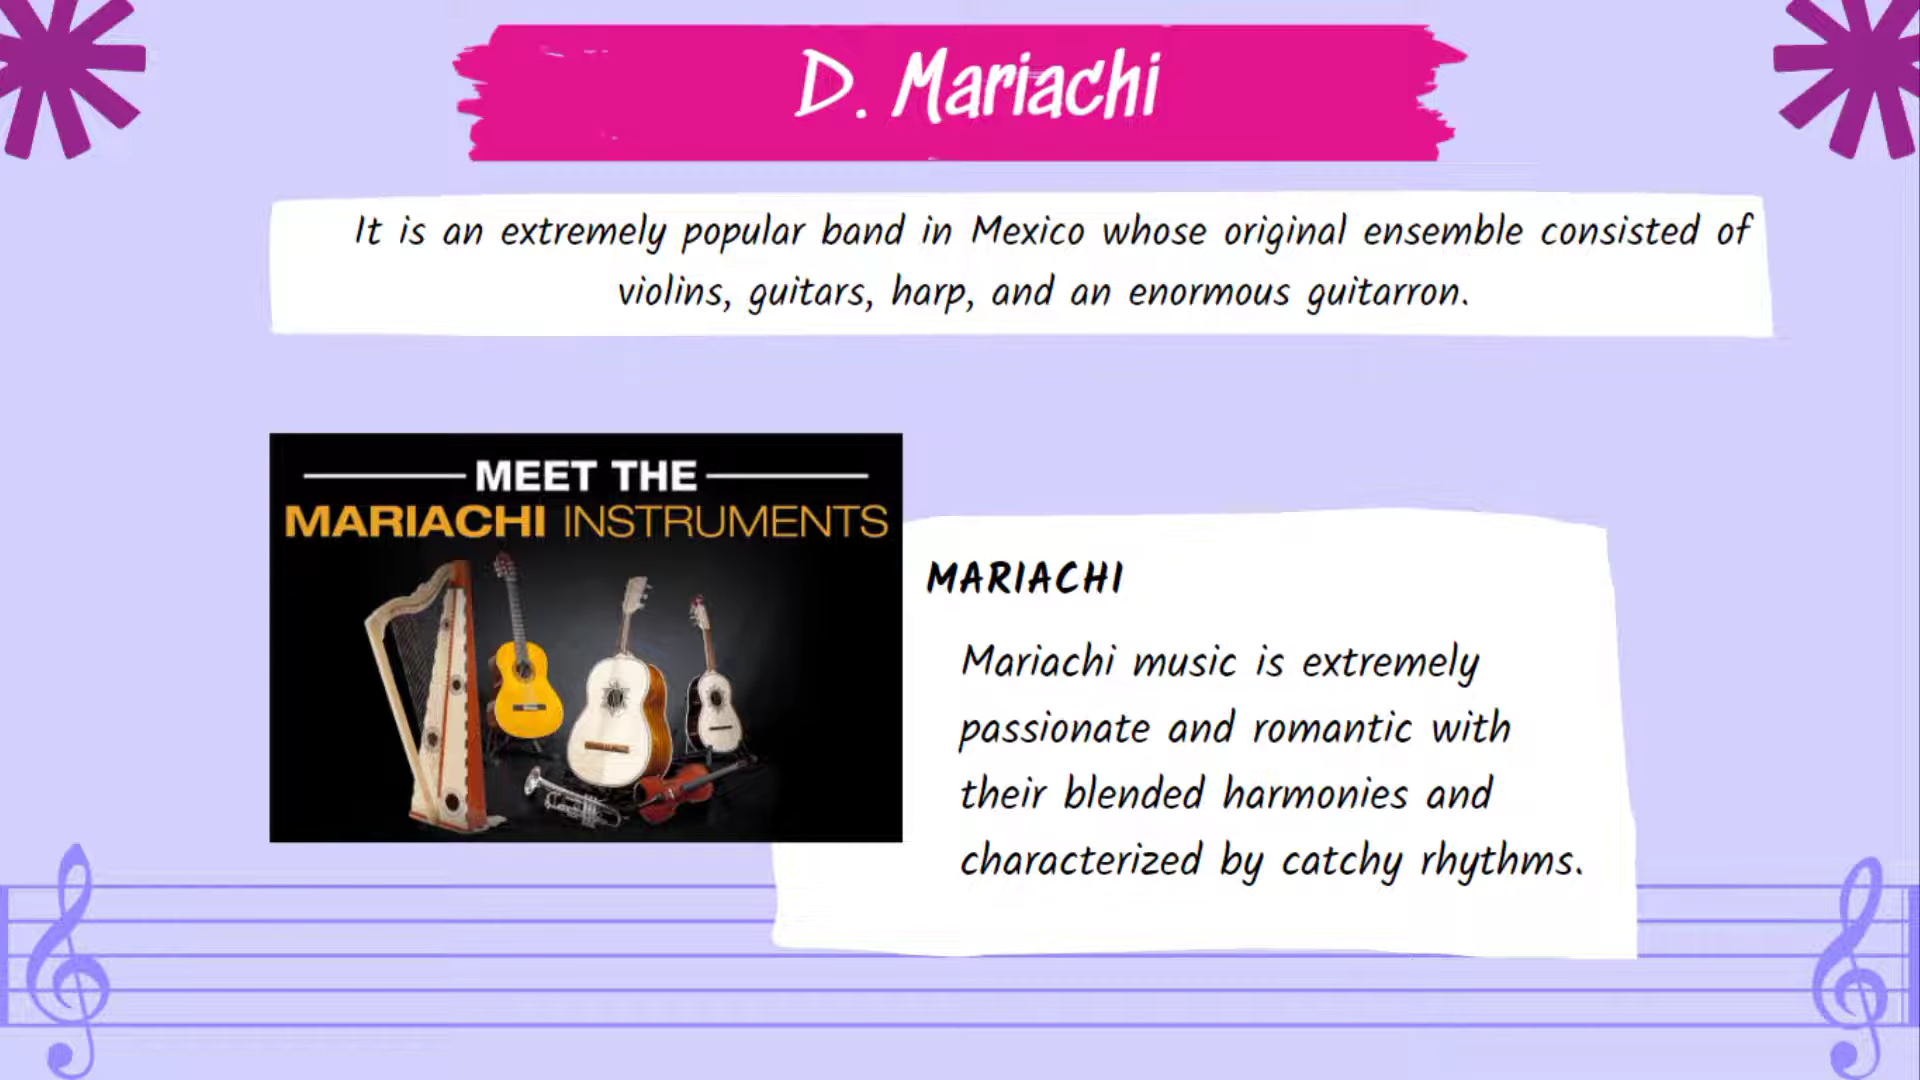 D. Mariachi
It is an extremely popular band in Mexico whose original ensemble consisted of
violins, guitars, harp, and an enormous guitarron.
MEET THE
MARIACHI INSTRUMENTS
MARIACHI
Mariachi music is extremely
passionate and romantic with
their blended harmonies and
characterized by catchy rhythms.